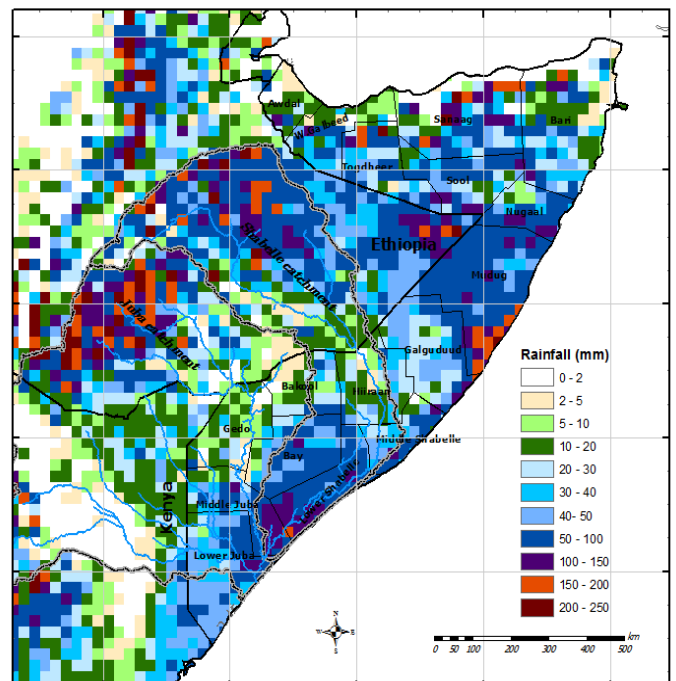 Awdal
W.Galbeed
Sanaag
Bari
Togdheer
Sool
Nugaal
Shabelle catchment
Ethiopia
Mudug
Juba catchment
Galguduud
Bakool
Hiiraan
Gedo
Middle Shabelle
Bay
Kenya
Middle Juba
Lower Shabelle
Lower Juba
Rainfall (mm)
0 - 2
2 - 5
5 - 10
10 - 20
20 - 30
30 - 40
40- 50
50 - 100
100 - 150
150 - 200
200 - 250
N
W E
S
km
0 50 100 200 300 400 500